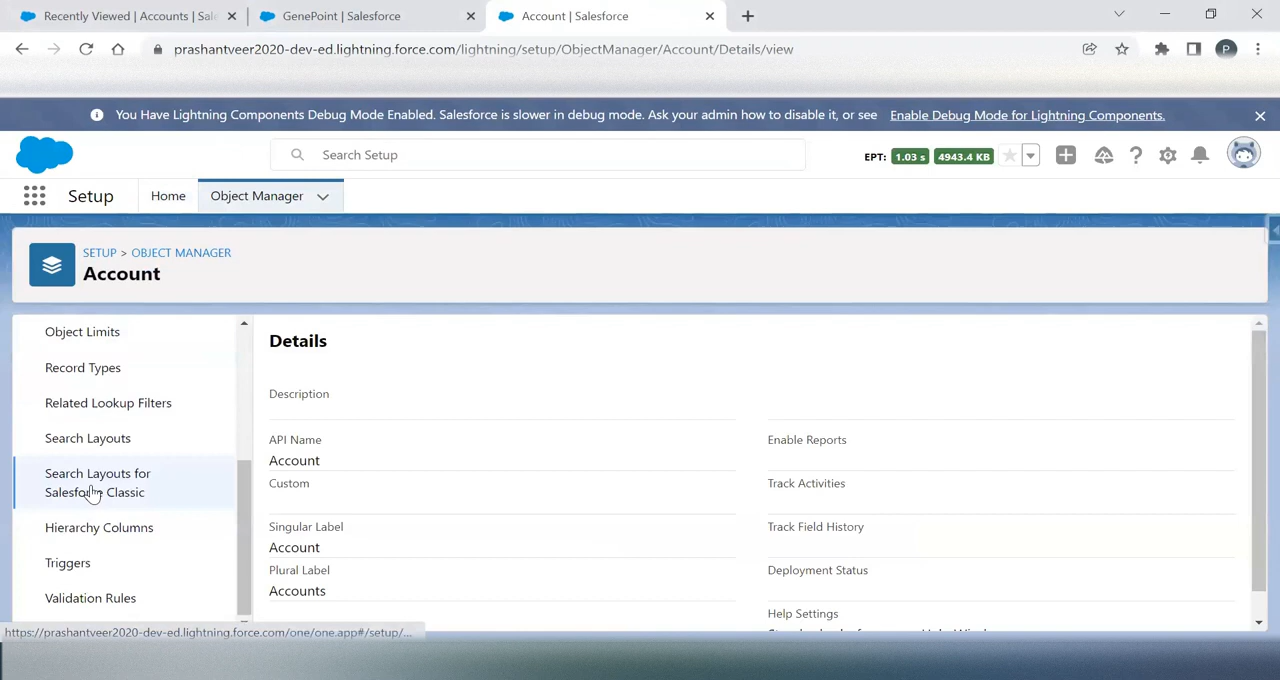 Recently Viewed | Accounts | Sal
GenePoint | Salesforce
Account | Salesforce
prashantveer2020-dev-ed.lightning.force.com/lightning/setup/ObjectManager/Account/Details/view
P
You Have Lightning Components Debug Mode Enabled. Salesforce is slower in debug mode. Ask your admin how to disable it, or see Enable Debug Mode for Lightning Components.
Search Setup
EPT: 1.03 s 4943.4 KB
Setup
Home
Object Manager
SETUP > OBJECT MANAGER
Account
Object Limits
Record Types
Related Lookup Filters
Search Layouts
Search Layouts for
Salesforce Classic
Hierarchy Columns
Triggers
Validation Rules
Details
Description
API Name
Account
Custom
Singular Label
Account
Plural Label
Accounts
Enable Reports
Track Activities
Track Field History
Deployment Status
Help Settings
https://prashantveer2020-dev-ed.lightning.force.com/one/one.app#/setup/...